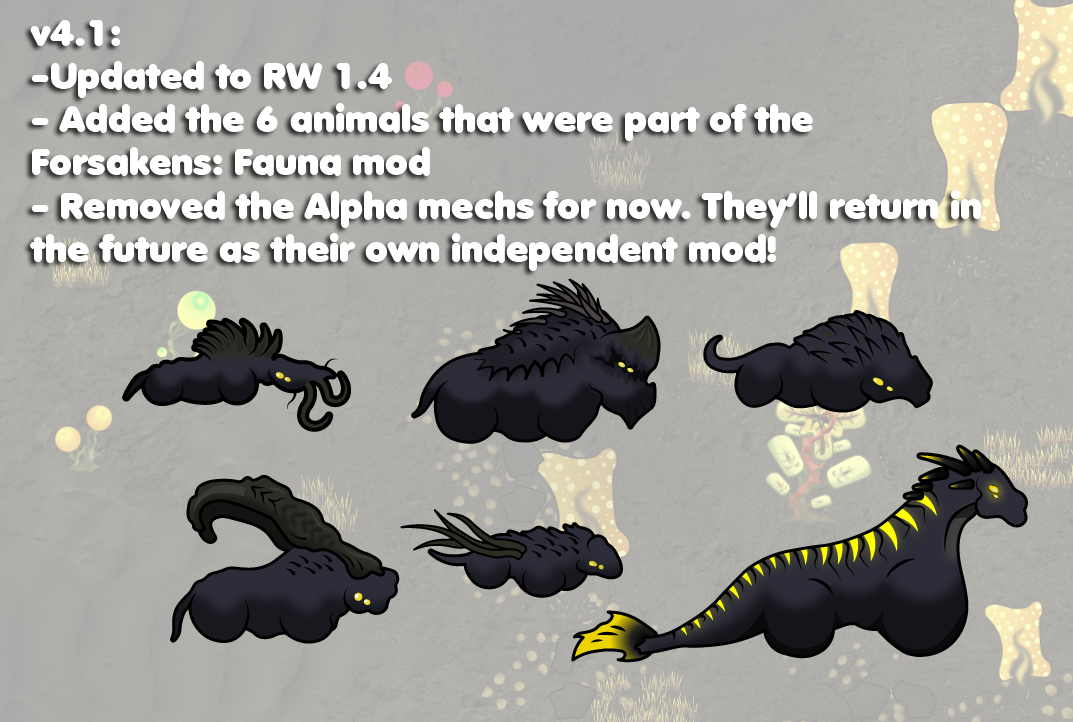 v4.1:
-Updated to RW 1.4
- Added the 6 animals that were part of the
Forsakens: Fauna mod
- Removed the Alpha mechs for now. They'll return in
the future as their own independent mod!